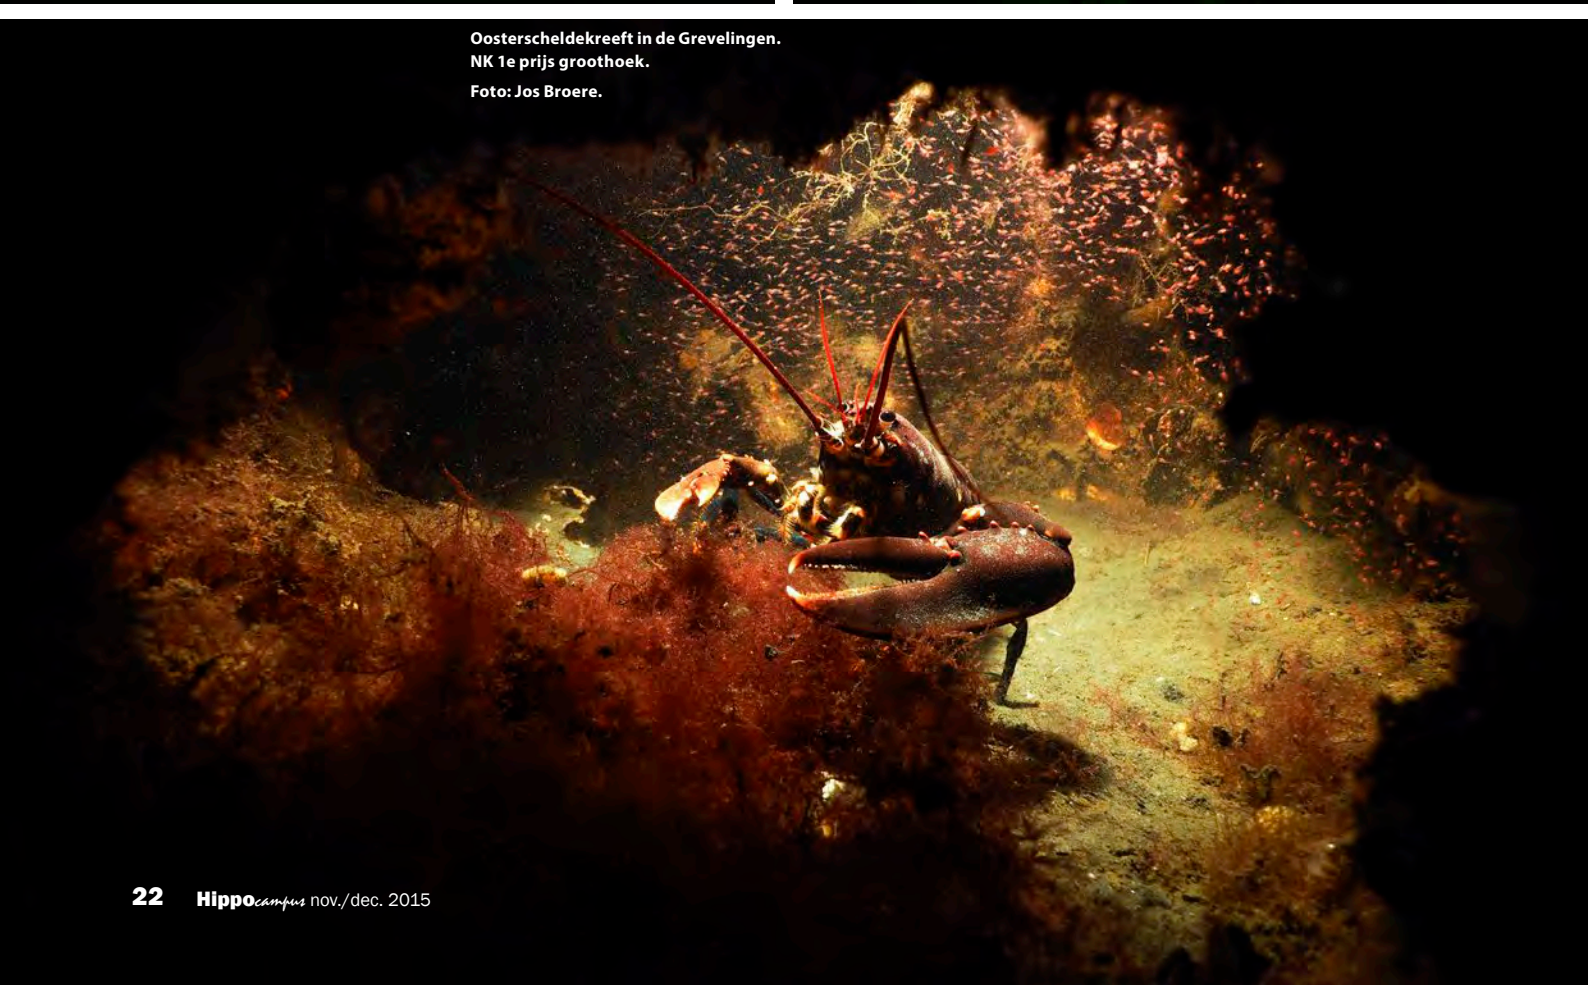 Oosterscheldekreeft in de Grevelingen.
NK 1e prijs groothoek.
Foto: Jos Broere.
22 Hippocampus nov./dec. 2015